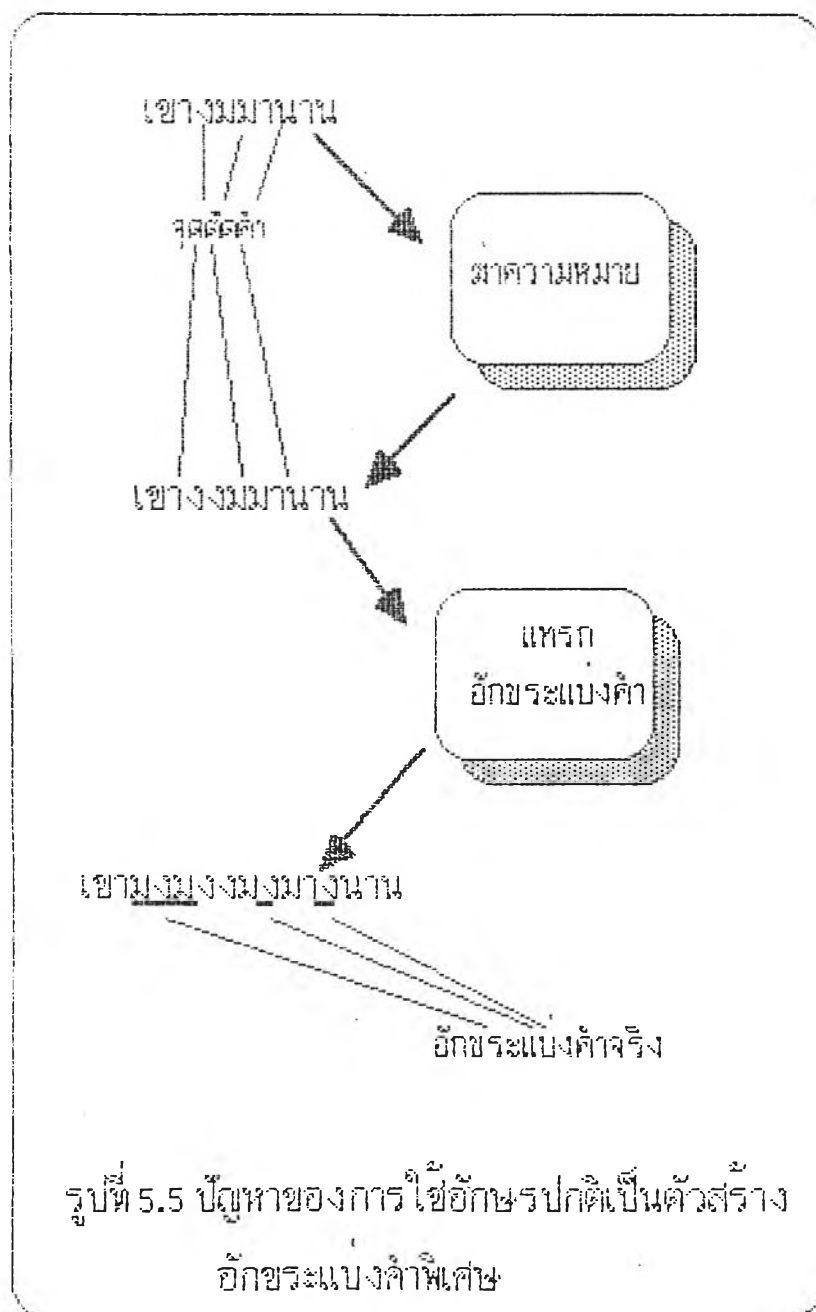 เขางมมานาน
จุดตัดคำ
ฆ่าความหมาย
เขางงมมานาน
แทรก
อักขระแบ่งคำ
เขามงมงงมงมางนาน
อักขระแบ่งคำจริง
รูปที่ 5.5 ปัญหาของการใช้อักษรปกติเป็นตัวสร้าง
อักขระแบ่งคำพิเศษ